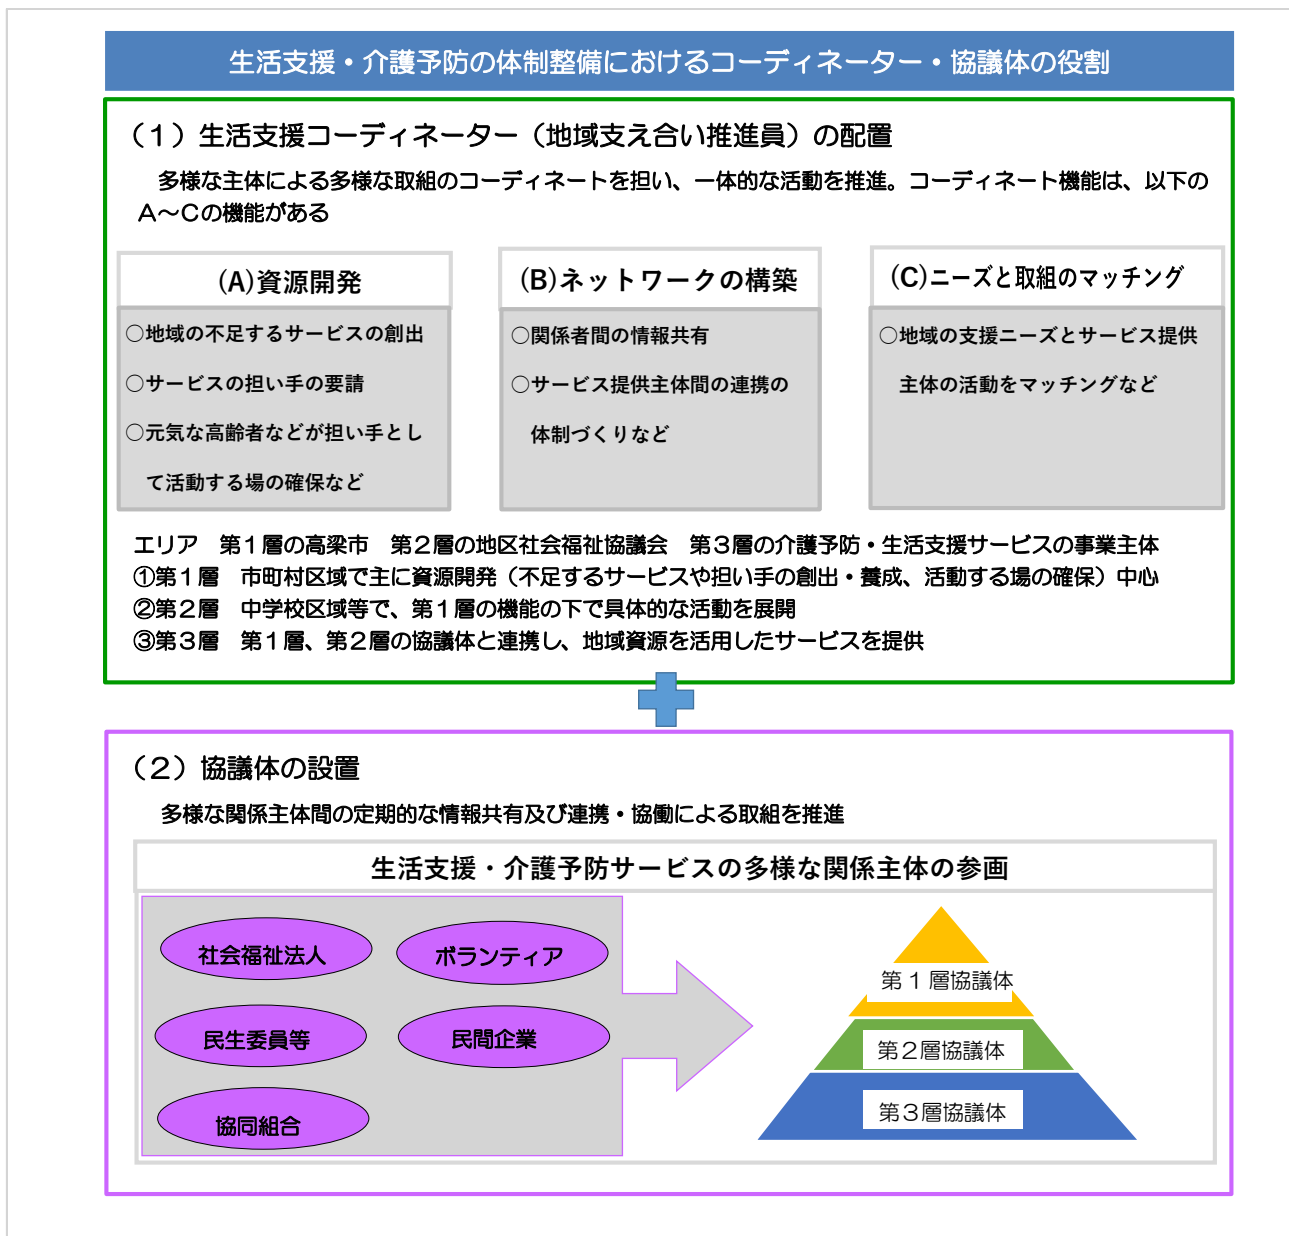 生活支援・介護予防の体制整備におけるコーディネーター・協議体の役割
（１）生活支援コーディネーター（地域支え合い推進員）の配置
多様な主体による多様な取組のコーディネートを担い、一体的な活動を推進。コーディネート機能は、以下の
Ａ～Ｃの機能がある
(A)資源開発
○地域の不足するサービスの創出
○サービスの担い手の要請
○元気な高齢者などが担い手とし
て活動する場の確保など
(B)ネットワークの構築
○関係者間の情報共有
○サービス提供主体間の連携の
体制づくりなど
(C)ニーズと取組のマッチング
○地域の支援ニーズとサービス提供
主体の活動をマッチングなど
エリア　第１層の高梁市　第２層の地区社会福祉協議会　第３層の介護予防・生活支援サービスの事業主体
①第１層　市町村区域で主に資源開発（不足するサービスや担い手の創出・養成、活動する場の確保）中心
②第２層　中学校区域等で、第１層の機能の下で具体的な活動を展開
③第３層　第１層、第２層の協議体と連携し、地域資源を活用したサービスを提供
（２）協議体の設置
多様な関係主体間の定期的な情報共有及び連携・協働による取組を推進
生活支援・介護予防サービスの多様な関係主体の参画
社会福祉法人
ボランティア
民生委員等
民間企業
協同組合
第１層協議体
第２層協議体
第３層協議体